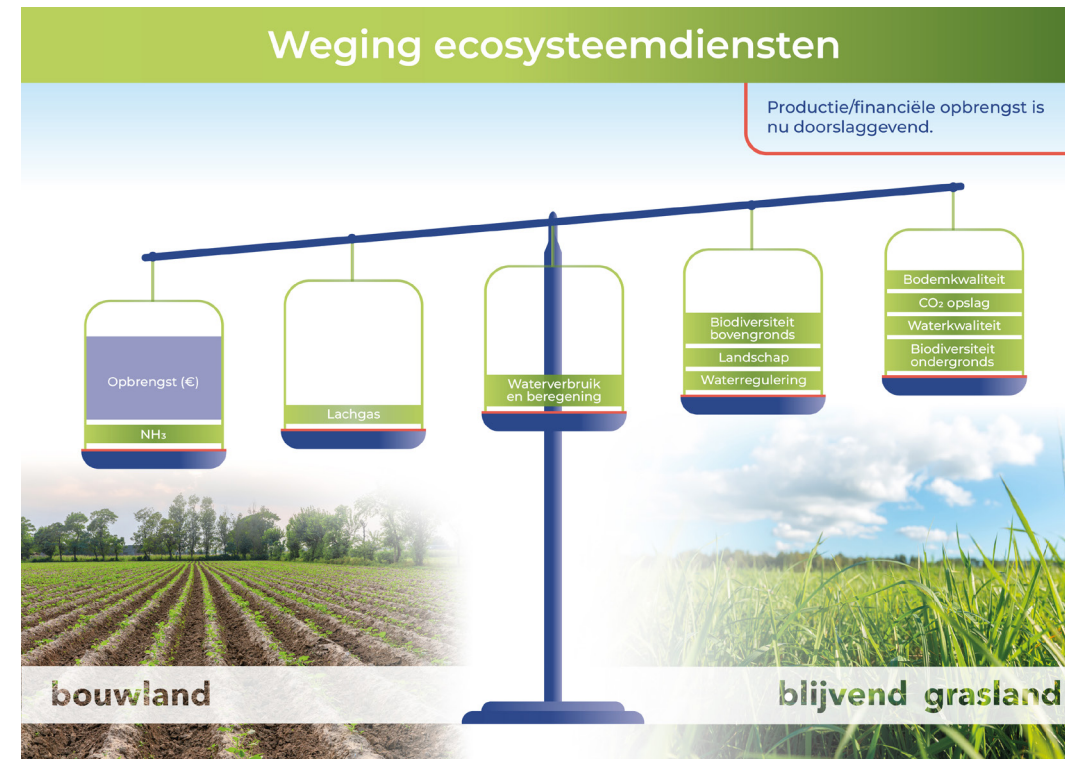 Weging ecosysteemdiensten
Productie/financiële opbrengst is
nu doorslaggevend.
Opbrengst (€)
NH₃
Lachgas
Waterverbruik
en beregening
Biodiversiteit
bovengronds
Landschap
Waterregulering
Bodemkwaliteit
CO₂ opslag
Waterkwaliteit
Biodiversiteit
ondergronds
bouwland
blijvend grasland